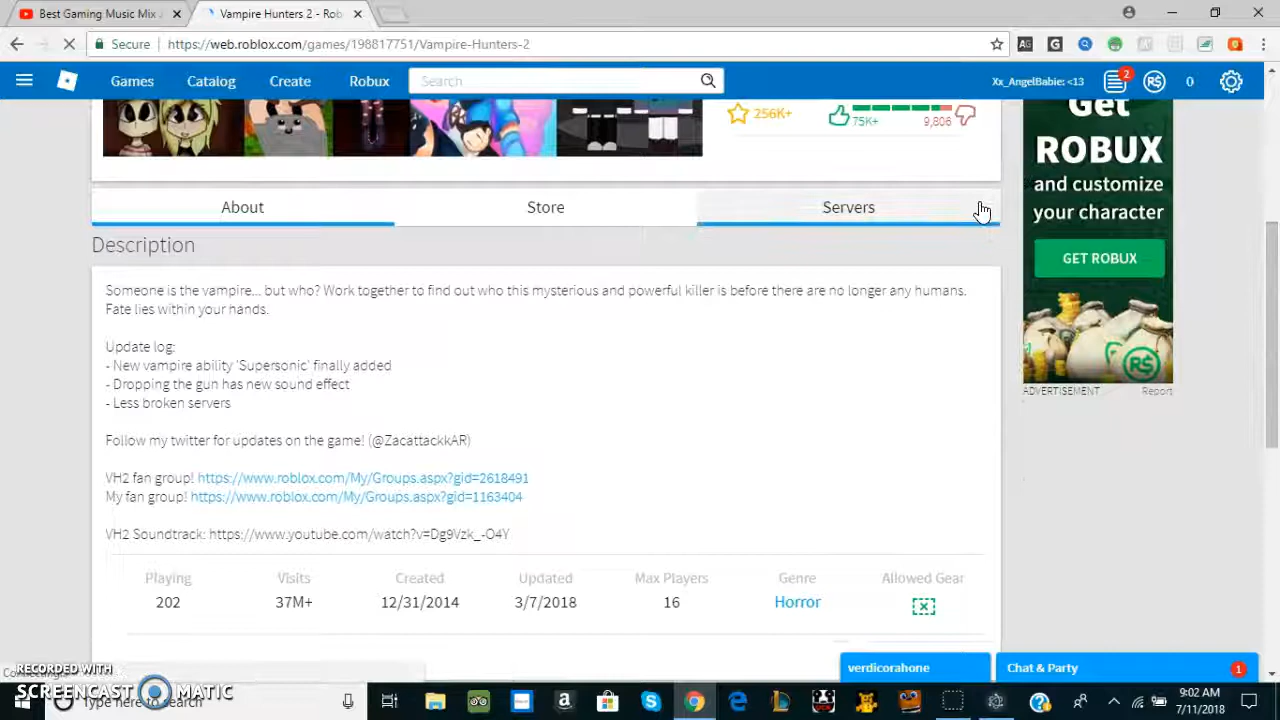 Best Gaming Music Mix
Vampire Hunters 2 - Rob
Secure
https://web.roblox.com/games/198817751/Vampire-Hunters-2
Games
Catalog
Create
Robux
Search
Xx_AngelBabie: <13
2
0
256K+
75K+
9,806
Get
ROBUX
and customize
your character
GET ROBUX
ADVERTISEMENT
Report
About
Store
Servers
Description
Someone is the vampire... but who? Work together to find out who this mysterious and powerful killer is before there are no longer any humans.
Fate lies within your hands.
Update log:
- New vampire ability 'Supersonic' finally added
- Dropping the gun has new sound effect
- Less broken servers
Follow my twitter for updates on the game! (@ZacattackkAR)
VH2 fan group! https://www.roblox.com/My/Groups.aspx?gid=2618491
My fan group! https://www.roblox.com/My/Groups.aspx?gid=1163404
VH2 Soundtrack: https://www.youtube.com/watch?v=Dg9Vzk_-O4Y
Playing
Visits
Created
Updated
Max Players
Genre
Allowed Gear
202
37M+
12/31/2014
3/7/2018
16
Horror
verdicorahone
Chat & Party
1
RECORDED WITH
SCREENCAST MATIC
Type here to search
9:02 AM
7/11/2018